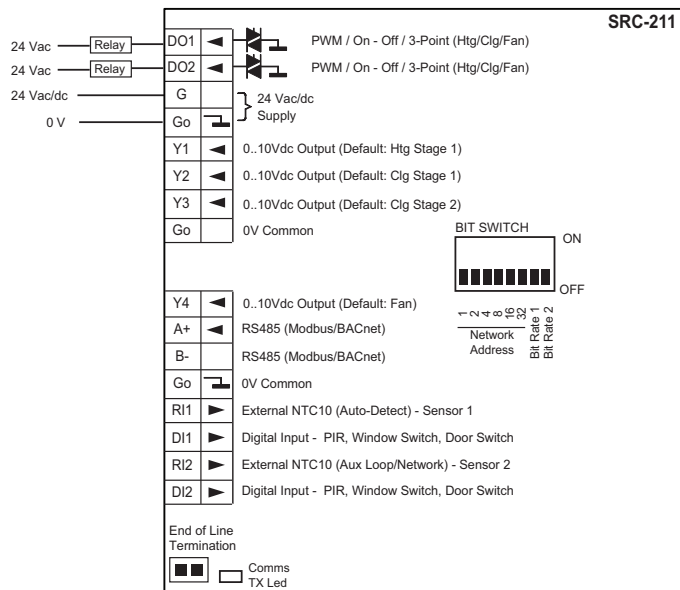 SRC-211
24 Vac Relay DO1 PWM / On - Off / 3-Point (Htg/Clg/Fan)
24 Vac Relay DO2 PWM / On - Off / 3-Point (Htg/Clg/Fan)
24 Vac/dc G
24 Vac/dc
Supply
0 V Go
Y1 0..10Vdc Output (Default: Htg Stage 1)
Y2 0..10Vdc Output (Default: Clg Stage 1)
Y3 0..10Vdc Output (Default: Clg Stage 2)
Go 0V Common
BIT SWITCH
ON
OFF
1 2 4 8 16 32 Bit Rate 1 Bit Rate 2
Network
Address
Y4 0..10Vdc Output (Default: Fan)
A+ RS485 (Modbus/BACnet)
B- RS485 (Modbus/BACnet)
Go 0V Common
RI1 External NTC10 (Auto-Detect) - Sensor 1
DI1 Digital Input - PIR, Window Switch, Door Switch
RI2 External NTC10 (Aux Loop/Network) - Sensor 2
DI2 Digital Input - PIR, Window Switch, Door Switch
End of Line
Termination
Comms
TX Led